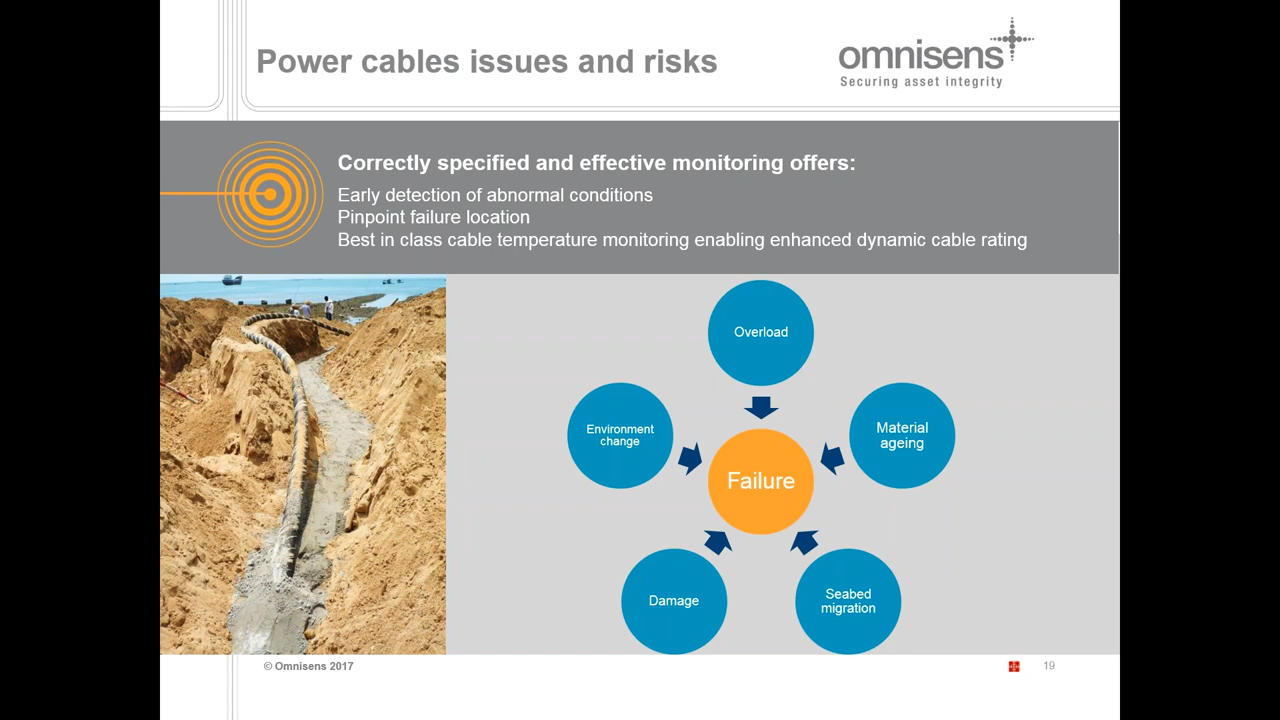 Power cables issues and risks
omnisens
Securing asset integrity
Correctly specified and effective monitoring offers:
Early detection of abnormal conditions
Pinpoint failure location
Best in class cable temperature monitoring enabling enhanced dynamic cable rating
Overload
Environment
change
Material
ageing
Failure
Damage
Seabed
migration
© Omnisens 2017
19